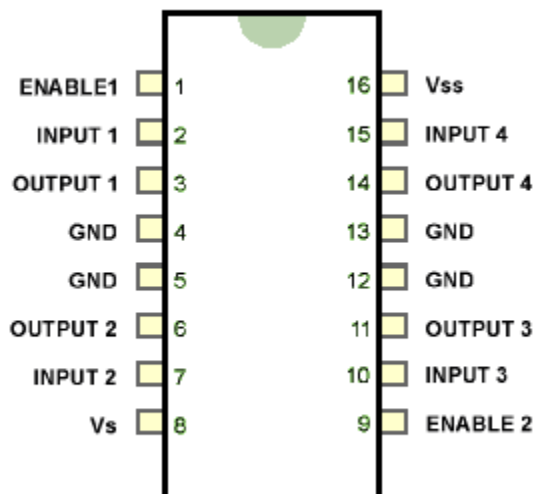 ENABLE1 1 16 Vss
INPUT 1 2 15 INPUT 4
OUTPUT 1 3 14 OUTPUT 4
GND 4 13 GND
GND 5 12 GND
OUTPUT 2 6 11 OUTPUT 3
INPUT 2 7 10 INPUT 3
Vs 8 9 ENABLE 2